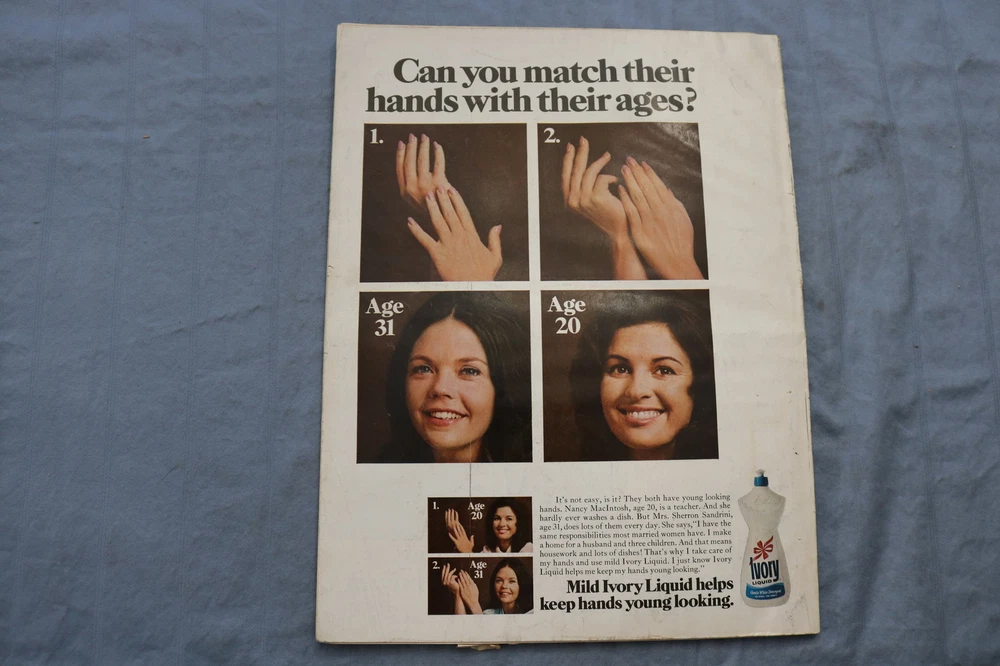 Can you match their
hands with their ages?
1.
2.
Age
31
Age
20
1.
Age
20
2.
Age
31
It's not easy, is it? They both have young looking
hands. Nancy MacIntosh, age 20, is a teacher. And she
hardly ever washes a dish. But Mrs. Sherron Sandrini,
age 31, does lots of them every day. She says, "I have the
same responsibilities most married women have. I make
a home for a husband and three children. And that means
housework and lots of dishes! That's why I take care of
my hands and use mild Ivory Liquid. I just know Ivory
Liquid helps me keep my hands young looking."
Mild Ivory Liquid helps
keep hands young looking.
Ivory
LIQUID